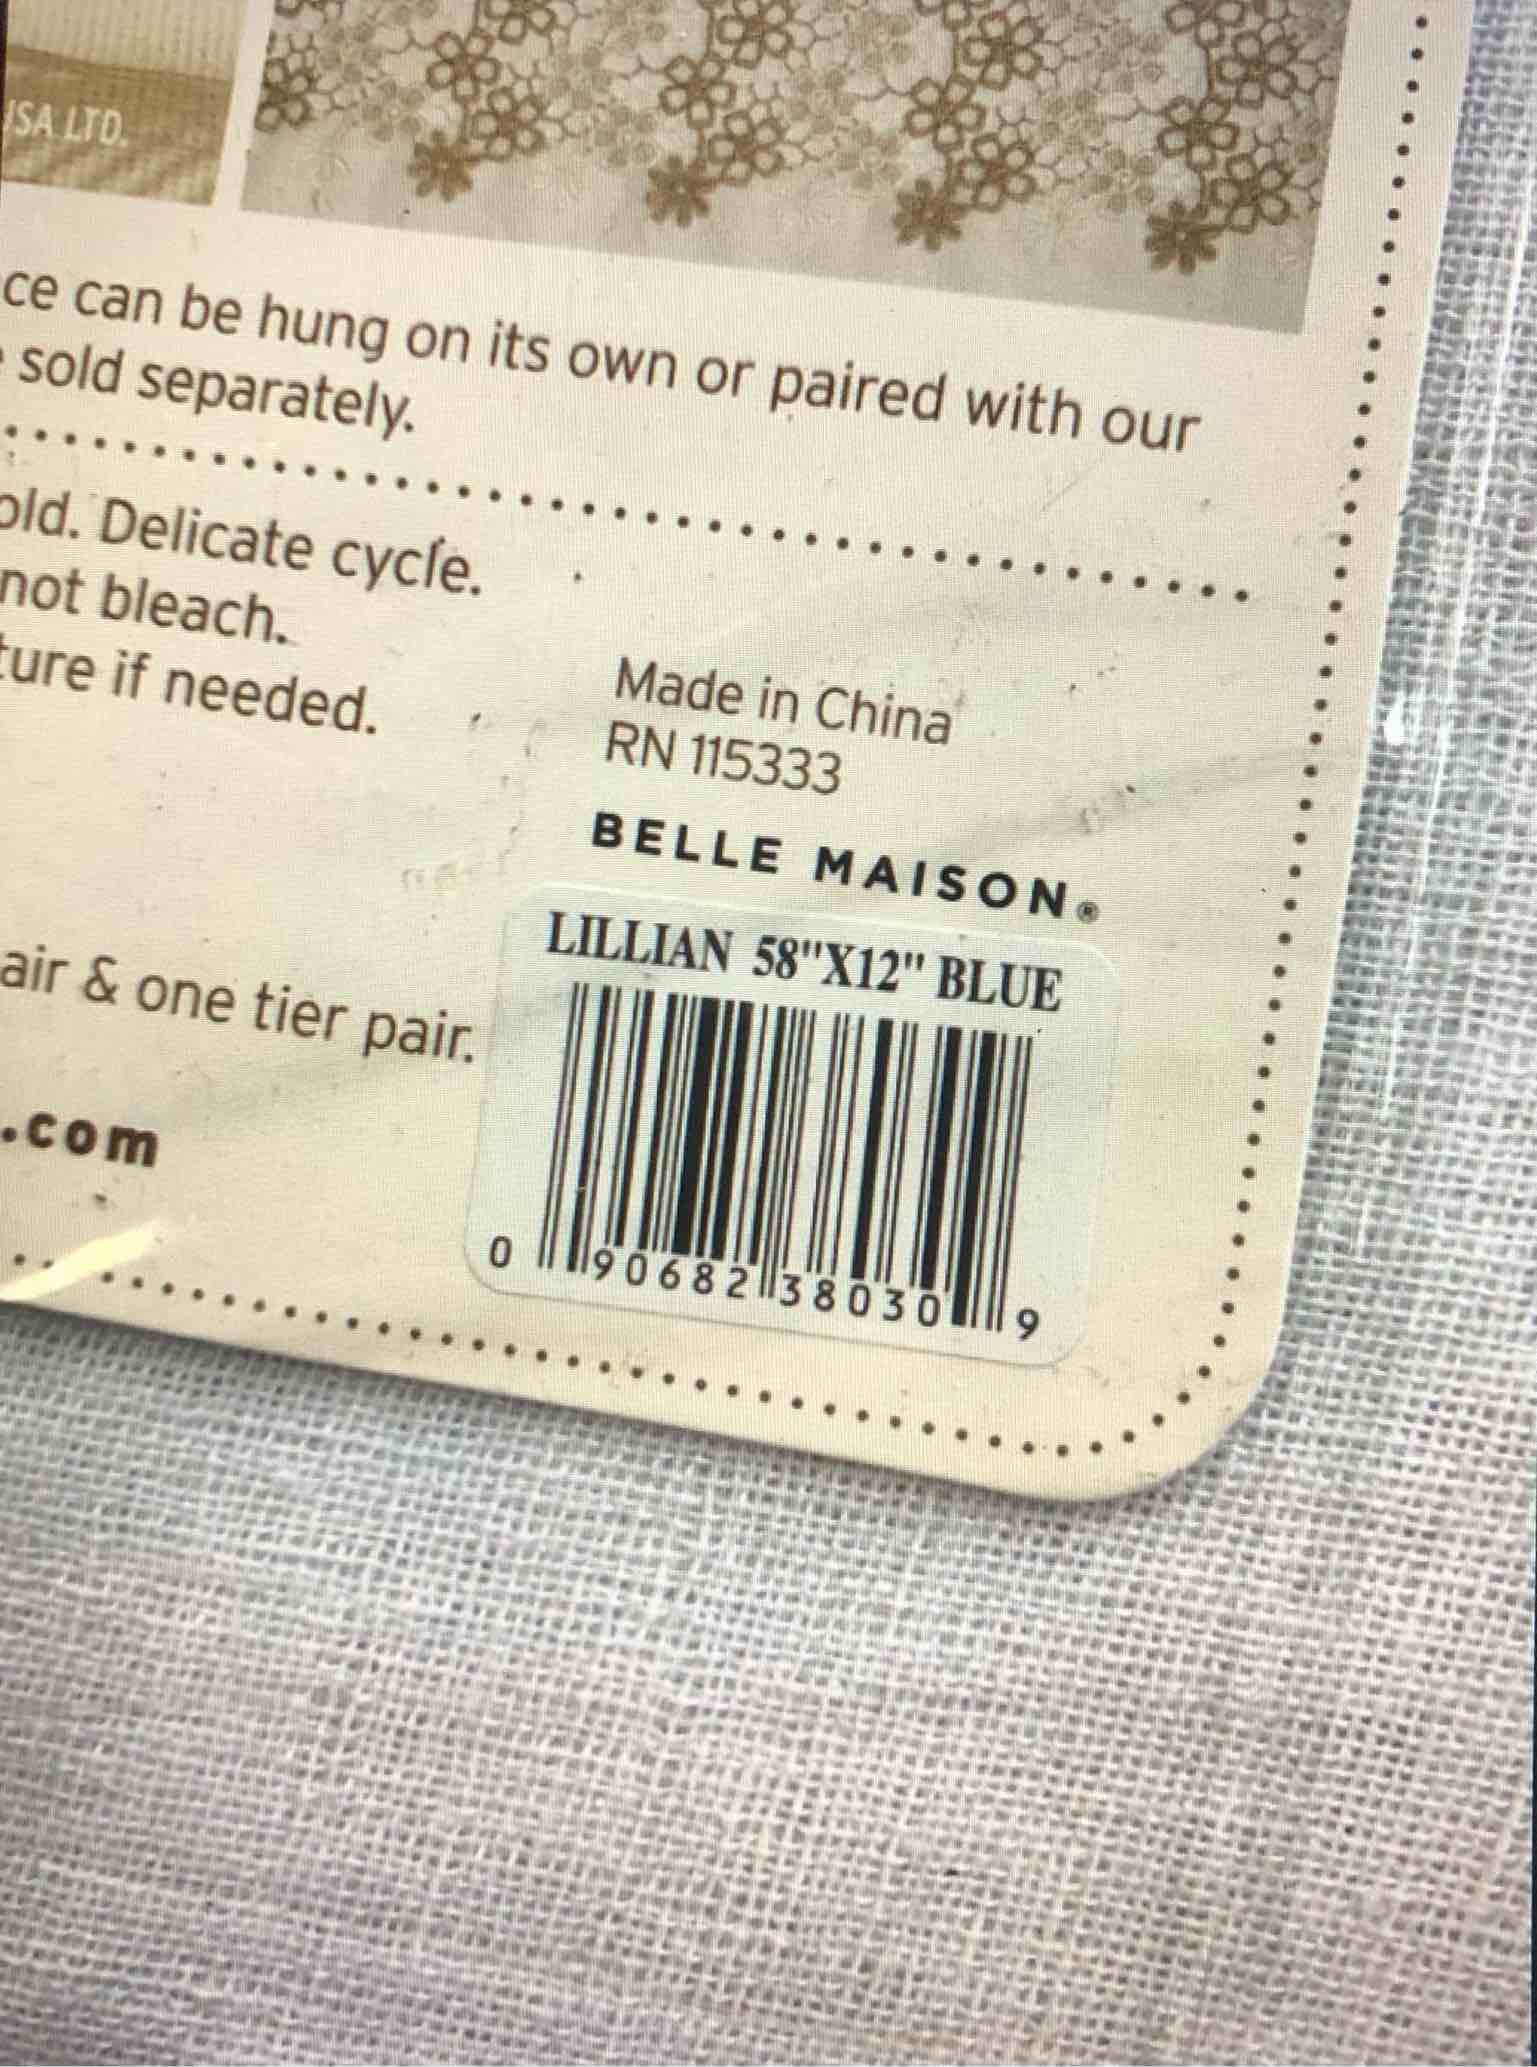 USA LTD.
ce can be hung on its own or paired with our
sold separately.
old. Delicate cycle.
not bleach.
ture if needed.
Made in China
RN 115333
BELLE MAISON®
LILLIAN 58"X12" BLUE
air & one tier pair.
.com
0 90682 38030 9